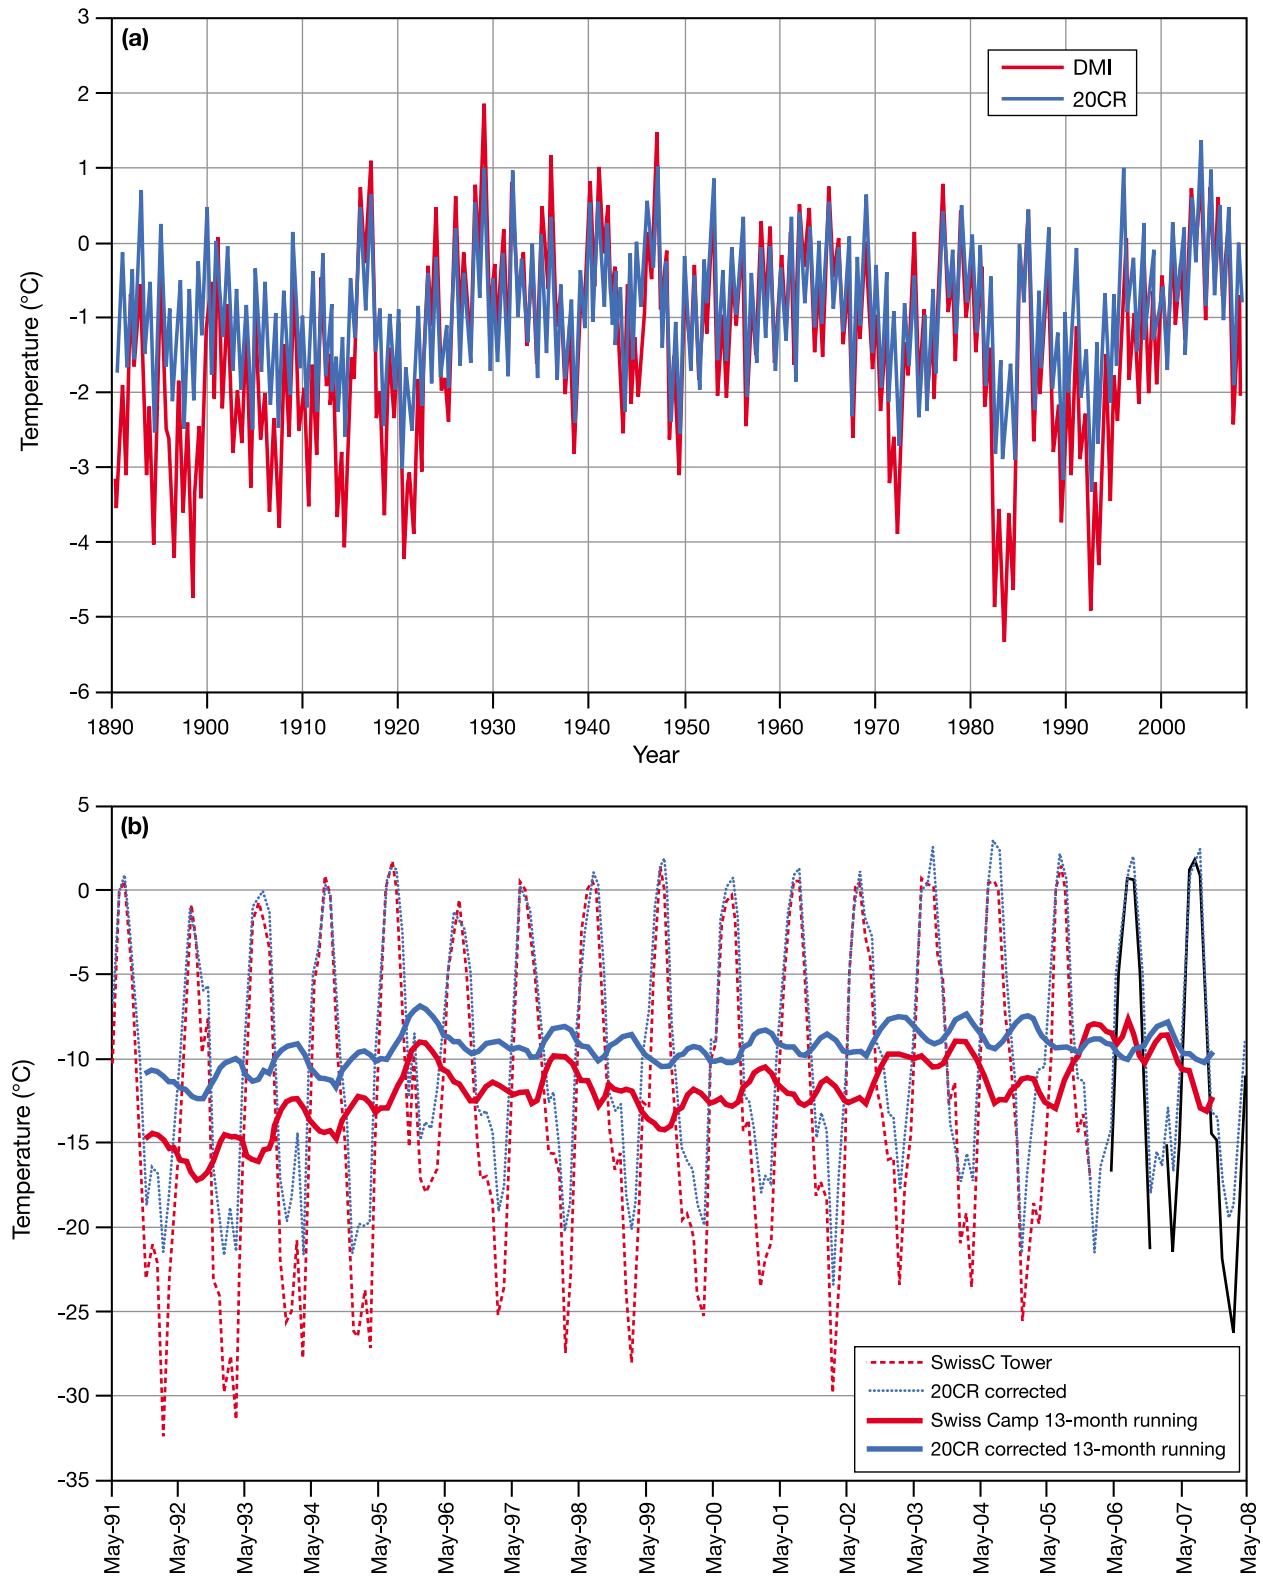 (a)
DMI
20CR
3
2
1
0
-1
-2
-3
-4
-5
-6
Temperature (°C)
1890 1900 1910 1920 1930 1940 1950 1960 1970 1980 1990 2000
Year
(b)
5
0
-5
-10
-15
-20
-25
-30
-35
Temperature (°C)
SwissC Tower
20CR corrected
Swiss Camp 13-month running
20CR corrected 13-month running
May-91 May-92 May-93 May-94 May-95 May-96 May-97 May-98 May-99 May-00 May-01 May-02 May-03 May-04 May-05 May-06 May-07 May-08